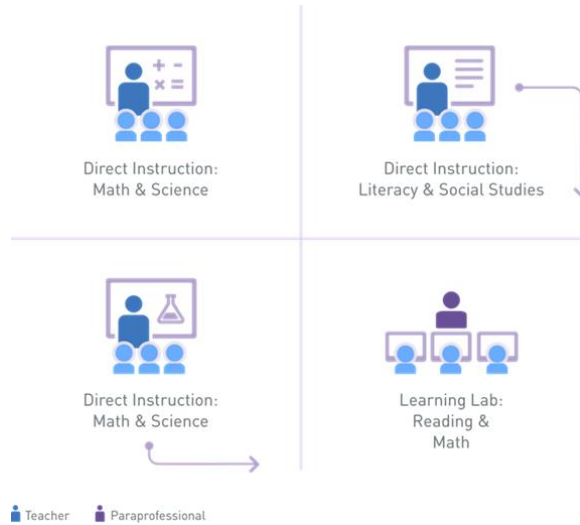 + -
× =
Direct Instruction:
Math & Science
Direct Instruction:
Literacy & Social Studies
Direct Instruction:
Math & Science
Learning Lab:
Reading &
Math
Teacher
Paraprofessional